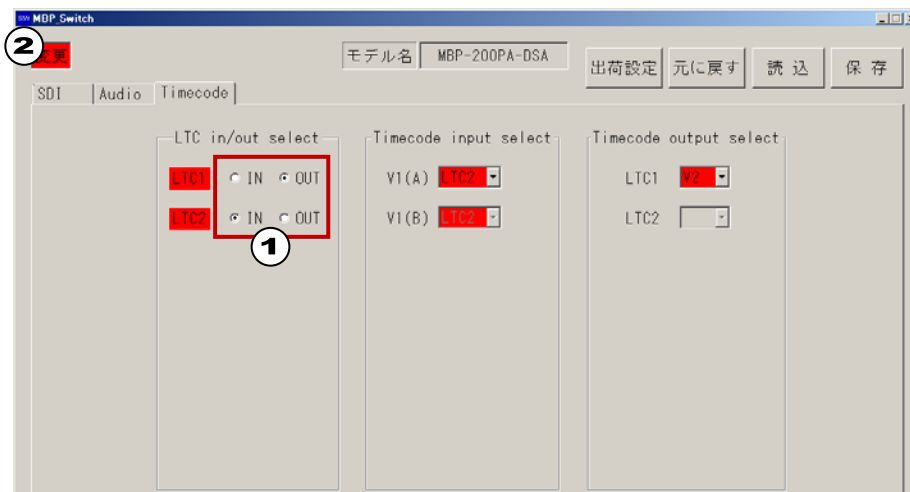 MBP_Switch
② 変更
モデル名 MBP-200PA-DSA
出荷設定 元に戻す 読込 保存
SDI Audio Timecode
LTC in/out select
LTC1 IN OUT
LTC2 IN OUT
①
Timecode input select
V1(A) LTC2
V1(B) LTC2
Timecode output select
LTC1 V2
LTC2